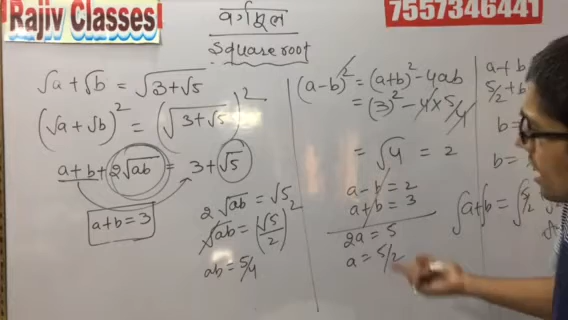 Rajiv Classes
7557346441
वर्गमूल
Square root
√a + √b = √3+√5
(√a + √b)² = (√3+√5)²
a+b + 2√ab = 3+√5
a+b = 3
2√ab = √5
√ab = (√5/2)²
ab = 5/4
(a-b)² = (a+b)² - 4ab
= (3)² - 4×5/4
= √4 = 2
a - b = 2
a + b = 3
2a = 5
a = 5/2
a+b
5/2 + b
b =
b =
√a + √b = √5/2